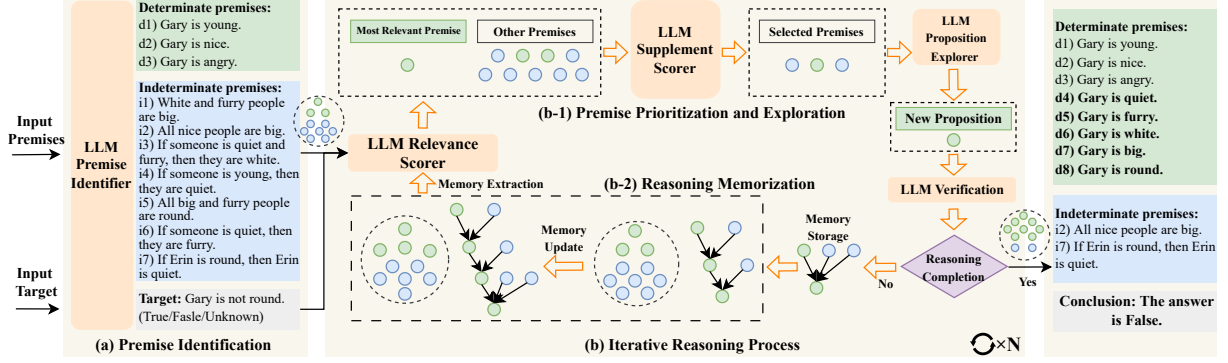 Input
Premises
Input
Target
LLM
Premise
Identifier
Determinate premises:
d1) Gary is young.
d2) Gary is nice.
d3) Gary is angry.
Indeterminate premises:
i1) White and furry people
are big.
i2) All nice people are big.
i3) If someone is quiet and
furry, then they are white.
i4) If someone is young, then
they are quiet.
i5) All big and furry people
are round.
i6) If someone is quiet, then
they are furry.
i7) If Erin is round, then Erin
is quiet.
Target: Gary is not round.
(True/Fasle/Unknown)
(a) Premise Identification
Most Relevant Premise
Other Premises
LLM
Supplement
Scorer
Selected Premises
LLM
Proposition
Explorer
(b-1) Premise Prioritization and Exploration
New Proposition
LLM Relevance
Scorer
LLM Verification
Memory Extraction
(b-2) Reasoning Memorization
Memory
Update
Memory
Storage
Reasoning
Completion
No
Yes
(b) Iterative Reasoning Process
×N
Determinate premises:
d1) Gary is young.
d2) Gary is nice.
d3) Gary is angry.
d4) Gary is quiet.
d5) Gary is furry.
d6) Gary is white.
d7) Gary is big.
d8) Gary is round.
Indeterminate premises:
i2) All nice people are big.
i7) If Erin is round, then Erin
is quiet.
Conclusion: The answer
is False.